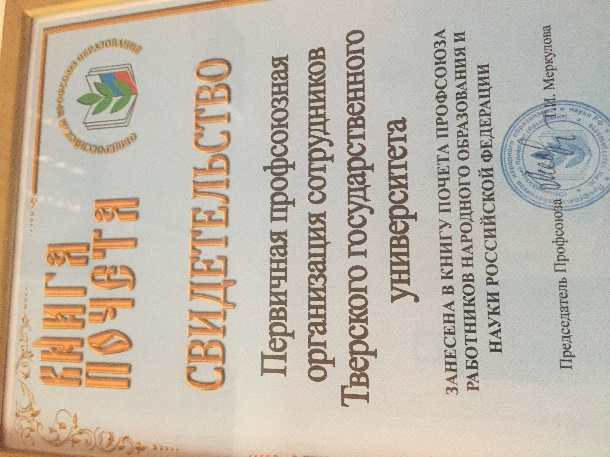 КНИГА
ПОЧЕТА
ОБЩЕРОССИЙСКИЙ ПРОФСОЮЗ ОБРАЗОВАНИЯ
СВИДЕТЕЛЬСТВО
Первичная профсоюзная
организация сотрудников
Тверского государственного
университета
ЗАНЕСЕНА В КНИГУ ПОЧЕТА ПРОФСОЮЗА
РАБОТНИКОВ НАРОДНОГО ОБРАЗОВАНИЯ И
НАУКИ РОССИЙСКОЙ ФЕДЕРАЦИИ
Председатель Профсоюза Т.И. Меркулова